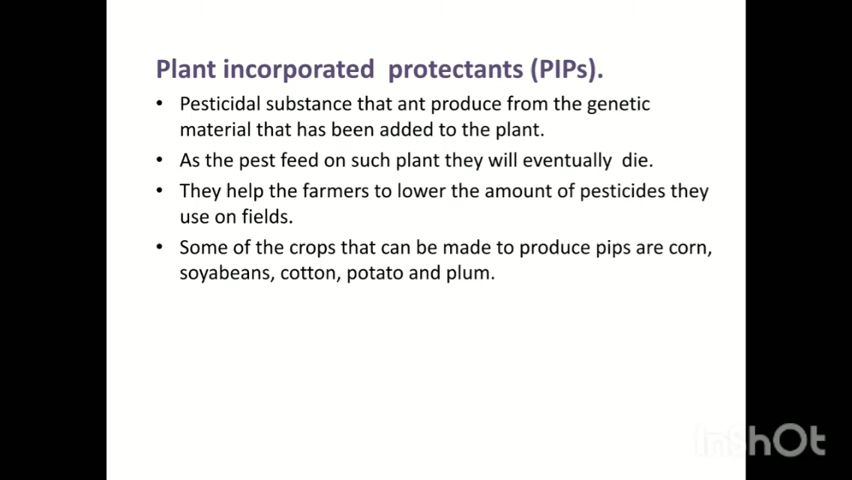 Plant incorporated protectants (PIPs).
• Pesticidal substance that ant produce from the genetic
material that has been added to the plant.
• As the pest feed on such plant they will eventually die.
• They help the farmers to lower the amount of pesticides they
use on fields.
• Some of the crops that can be made to produce pips are corn,
soyabeans, cotton, potato and plum.
InShOt